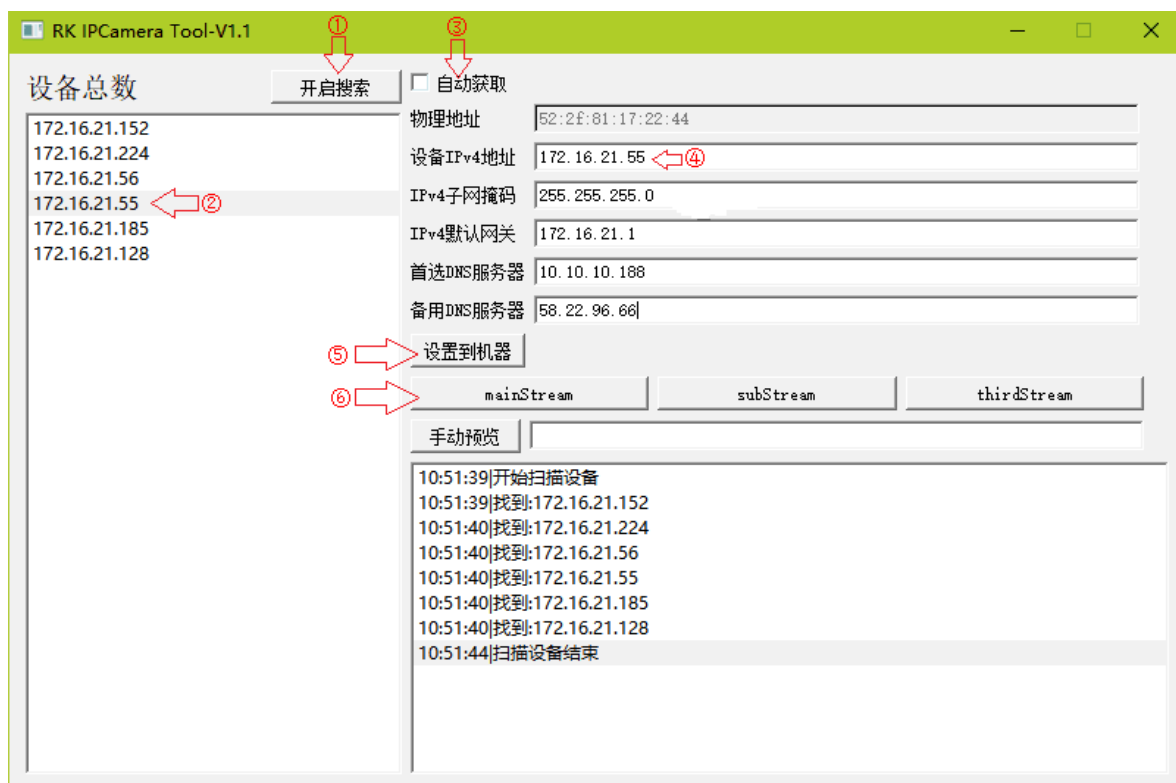 RK IPCamera Tool-V1.1
①
③
设备总数
开启搜索
自动获取
172.16.21.152
172.16.21.224
172.16.21.56
172.16.21.55 ②
172.16.21.185
172.16.21.128
物理地址 52:2f:81:17:22:44
设备IPv4地址 172.16.21.55 ④
IPv4子网掩码 255.255.255.0
IPv4默认网关 172.16.21.1
首选DNS服务器 10.10.10.188
备用DNS服务器 58.22.96.66
⑤ 设置到机器
⑥ mainStream subStream thirdStream
手动预览
10:51:39|开始扫描设备
10:51:39|找到:172.16.21.152
10:51:40|找到:172.16.21.224
10:51:40|找到:172.16.21.56
10:51:40|找到:172.16.21.55
10:51:40|找到:172.16.21.185
10:51:40|找到:172.16.21.128
10:51:44|扫描设备结束